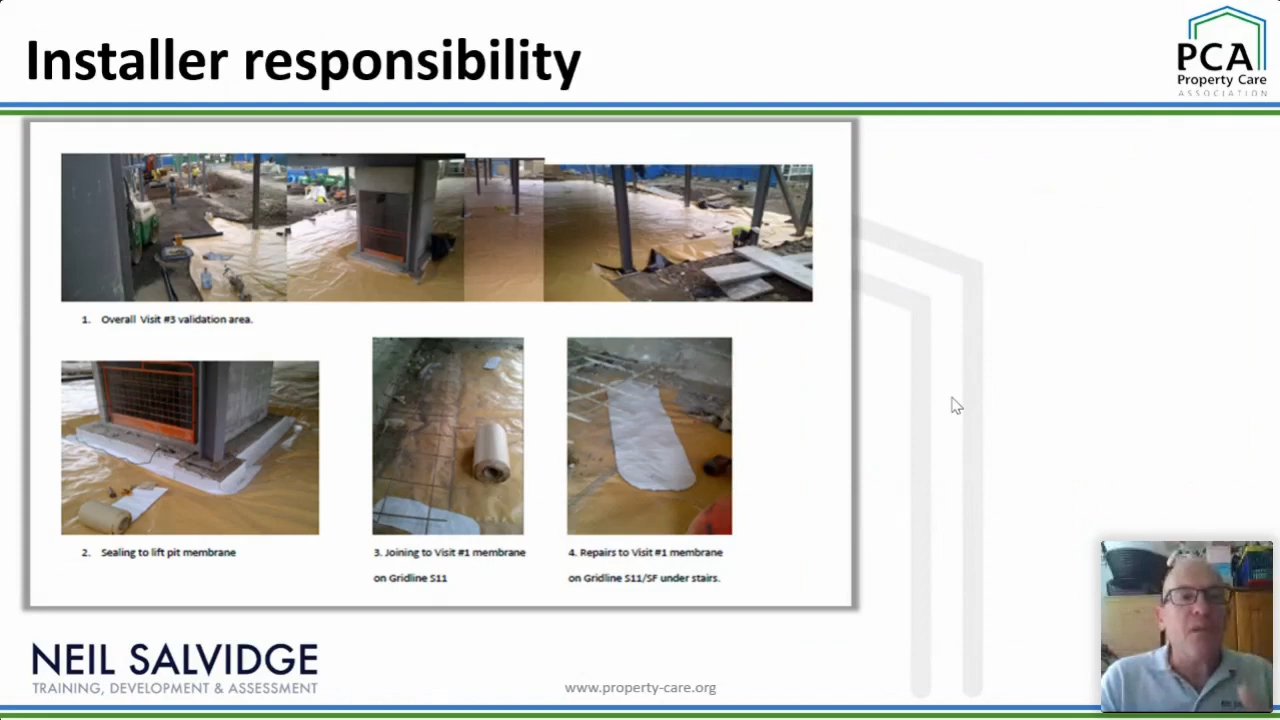 Installer responsibility
PCA
Property Care
ASSOCIATION
1. Overall Visit #3 validation area.
2. Sealing to lift pit membrane
3. Joining to Visit #1 membrane
on Gridline S11
4. Repairs to Visit #1 membrane
on Gridline S11/SF under stairs.
NEIL SALVIDGE
TRAINING, DEVELOPMENT & ASSESSMENT
www.property-care.org